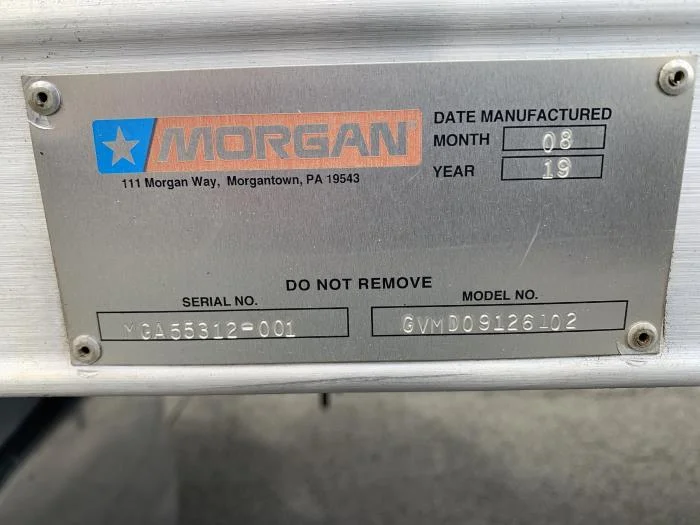 MORGAN
111 Morgan Way, Morgantown, PA 19543
DATE MANUFACTURED
MONTH 08
YEAR 19
DO NOT REMOVE
SERIAL NO.
MGA55312-001
MODEL NO.
GVMD09126102